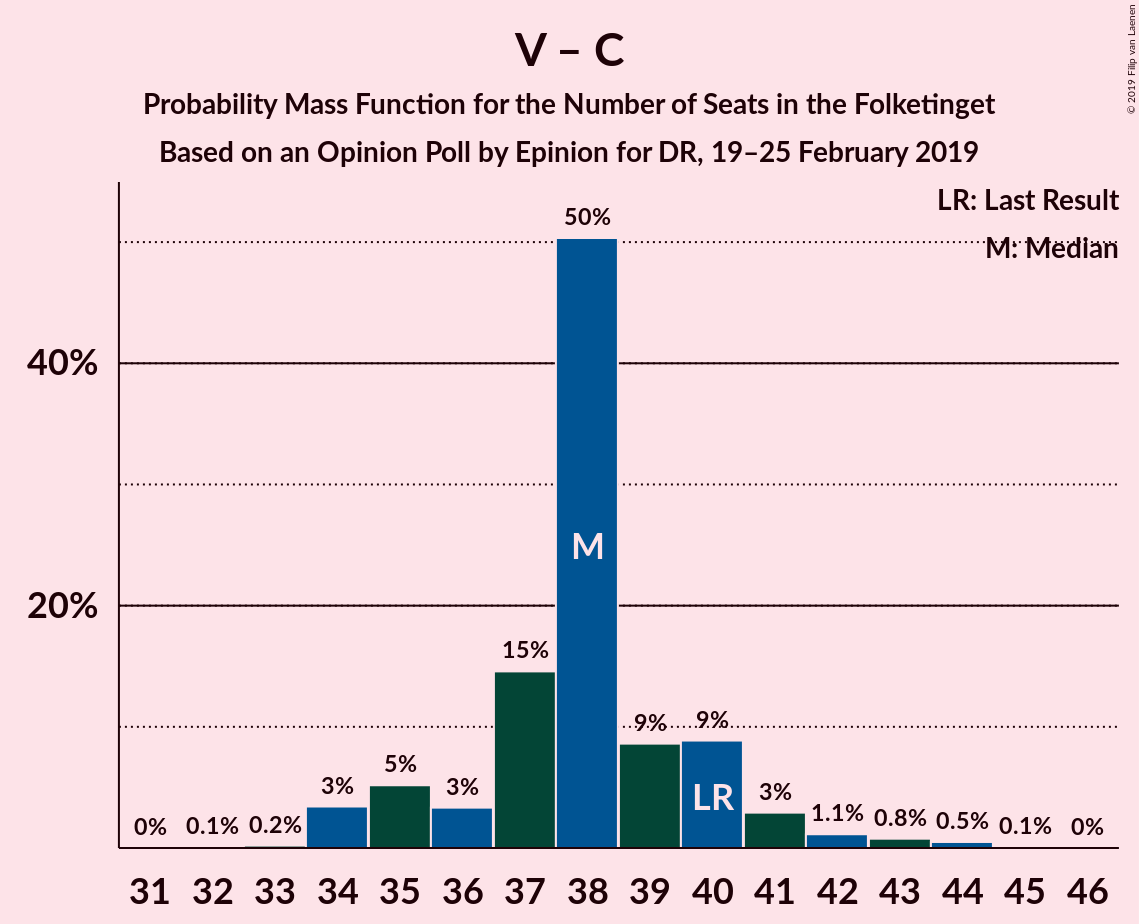 V – C
Probability Mass Function for the Number of Seats in the Folketinget
Based on an Opinion Poll by Epinion for DR, 19–25 February 2019
© 2019 Filip van Laenen
LR: Last Result
M: Median
40%
20%
0%
0.1%
0.2%
3%
5%
3%
15%
50%
9%
9%
3%
1.1%
0.8%
0.5%
0.1%
0%
M
LR
31 32 33 34 35 36 37 38 39 40 41 42 43 44 45 46